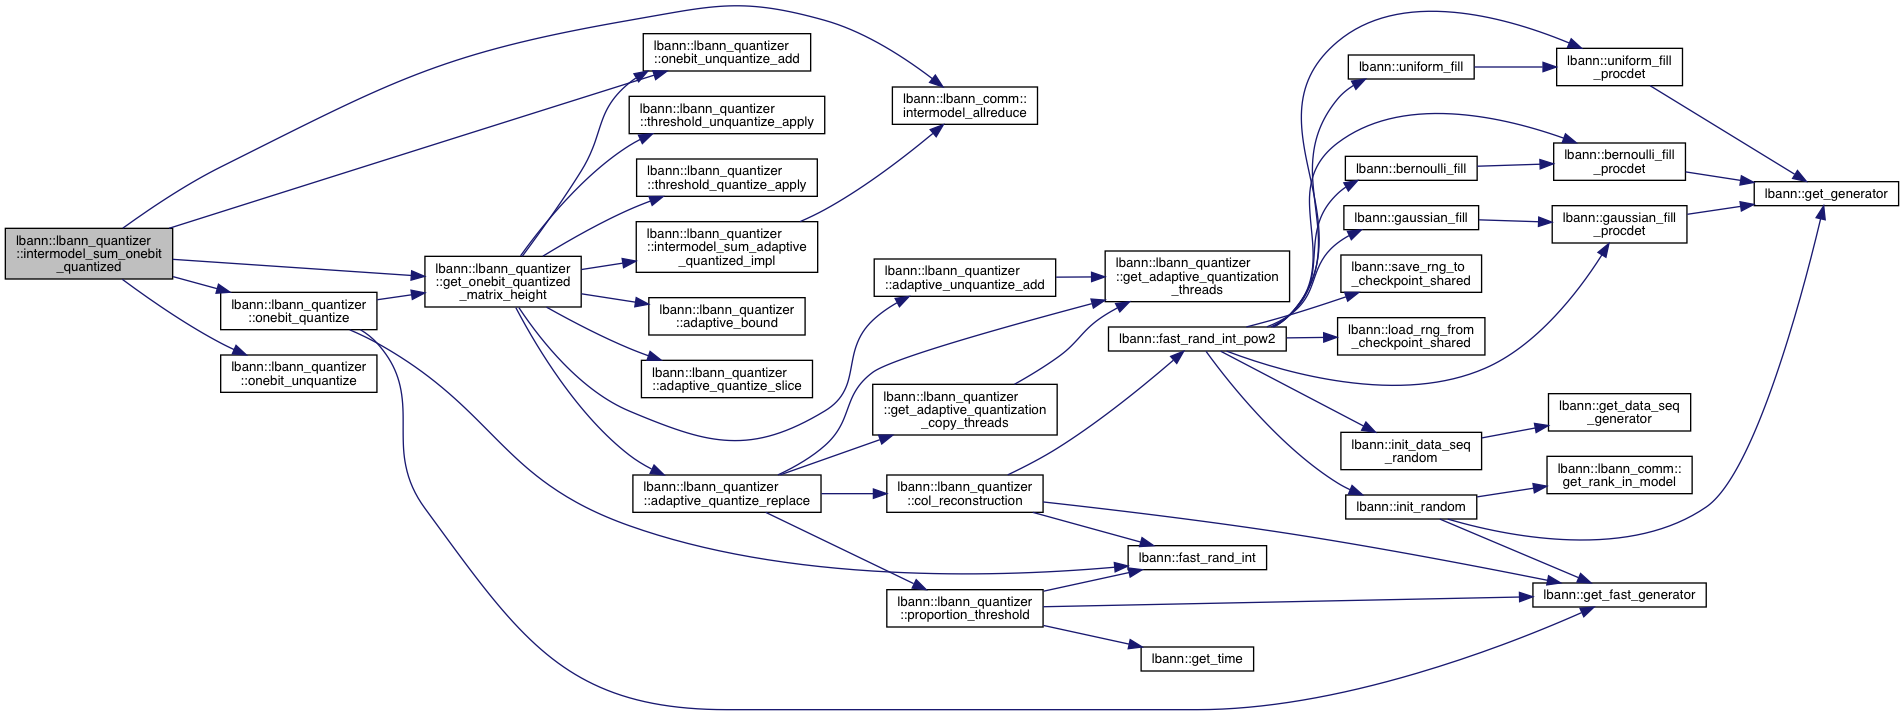 lbann::lbann_quantizer
::intermodel_sum_onebit
_quantized
lbann::lbann_quantizer
::onebit_quantize
lbann::lbann_quantizer
::onebit_unquantize
lbann::lbann_quantizer
::get_onebit_quantized
_matrix_height
lbann::lbann_quantizer
::onebit_unquantize_add
lbann::lbann_quantizer
::threshold_unquantize_apply
lbann::lbann_quantizer
::threshold_quantize_apply
lbann::lbann_quantizer
::intermodel_sum_adaptive
_quantized_impl
lbann::lbann_quantizer
::adaptive_bound
lbann::lbann_quantizer
::adaptive_quantize_slice
lbann::lbann_quantizer
::adaptive_quantize_replace
lbann::lbann_comm::
intermodel_allreduce
lbann::lbann_quantizer
::adaptive_unquantize_add
lbann::lbann_quantizer
::get_adaptive_quantization
_copy_threads
lbann::lbann_quantizer
::col_reconstruction
lbann::lbann_quantizer
::proportion_threshold
lbann::lbann_quantizer
::get_adaptive_quantization
_threads
lbann::fast_rand_int_pow2
lbann::fast_rand_int
lbann::get_time
lbann::uniform_fill
lbann::bernoulli_fill
lbann::gaussian_fill
lbann::save_rng_to
_checkpoint_shared
lbann::load_rng_from
_checkpoint_shared
lbann::init_data_seq
_random
lbann::init_random
lbann::uniform_fill
_procdet
lbann::bernoulli_fill
_procdet
lbann::gaussian_fill
_procdet
lbann::get_data_seq
_generator
lbann::lbann_comm::
get_rank_in_model
lbann::get_fast_generator
lbann::get_generator